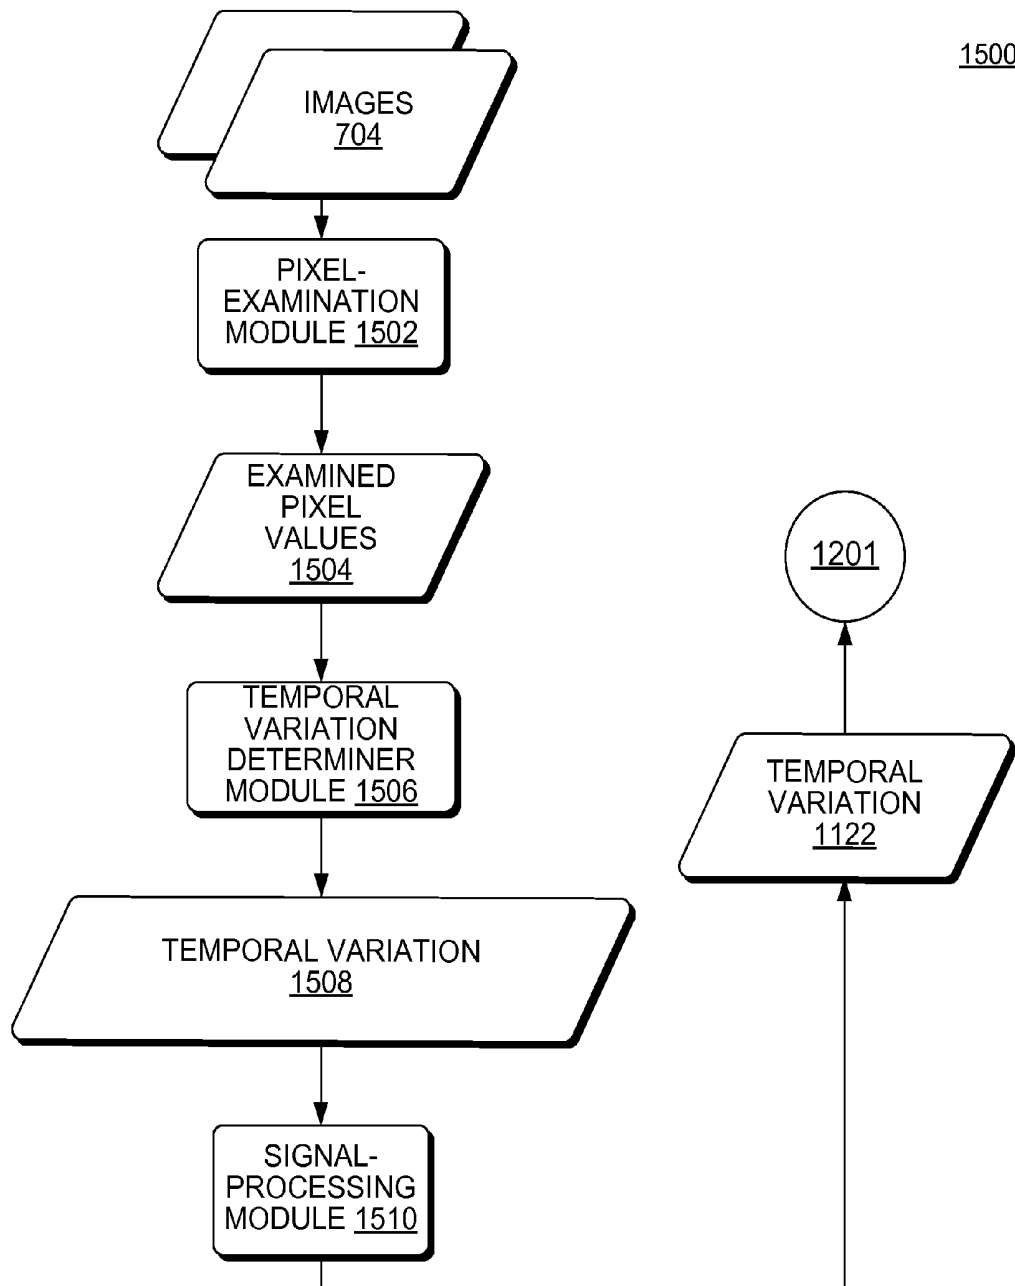 1500
IMAGES
704
PIXEL-
EXAMINATION
MODULE 1502
EXAMINED
PIXEL
VALUES
1504
TEMPORAL
VARIATION
DETERMINER
MODULE 1506
TEMPORAL VARIATION
1508
SIGNAL-
PROCESSING
MODULE 1510
1201
TEMPORAL
VARIATION
1122